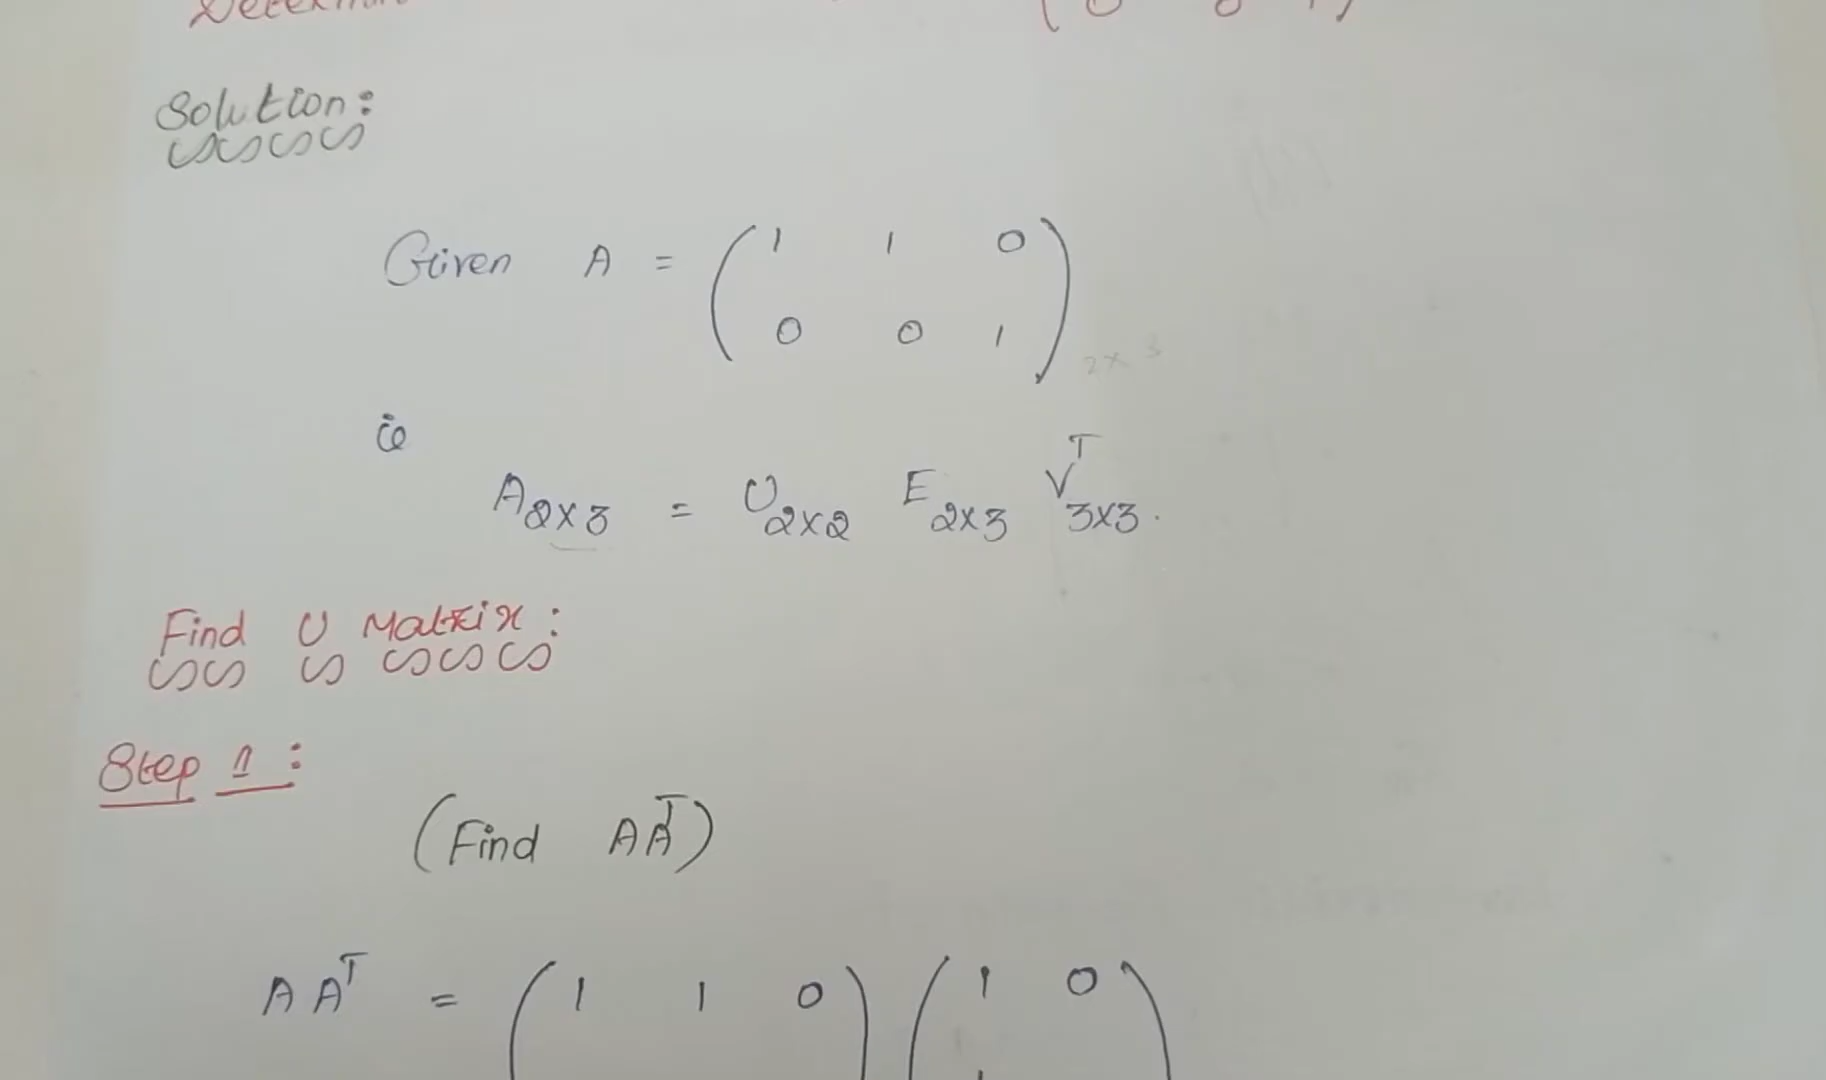 Solution:
Given A = ( 1 1 0
0 0 1 ) 2x3
ie
A2x3 = U2x2 E2x3 V^T 3x3.
Find U Matrix:
Step 1:
(Find AA^T)
AA^T = ( 1 1 0 ) ( 1 0 )